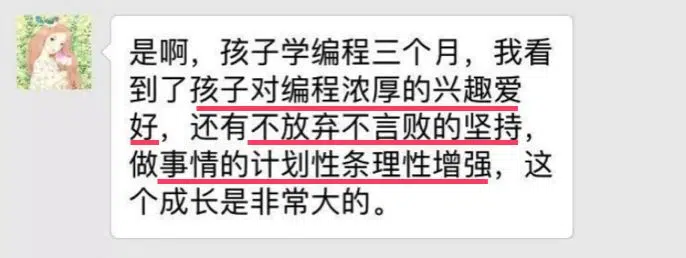 是啊，孩子学编程三个月，我看
到了孩子对编程浓厚的兴趣爱
好，还有不放弃不言败的坚持，
做事情的计划性条理性增强，这
个成长是非常大的。